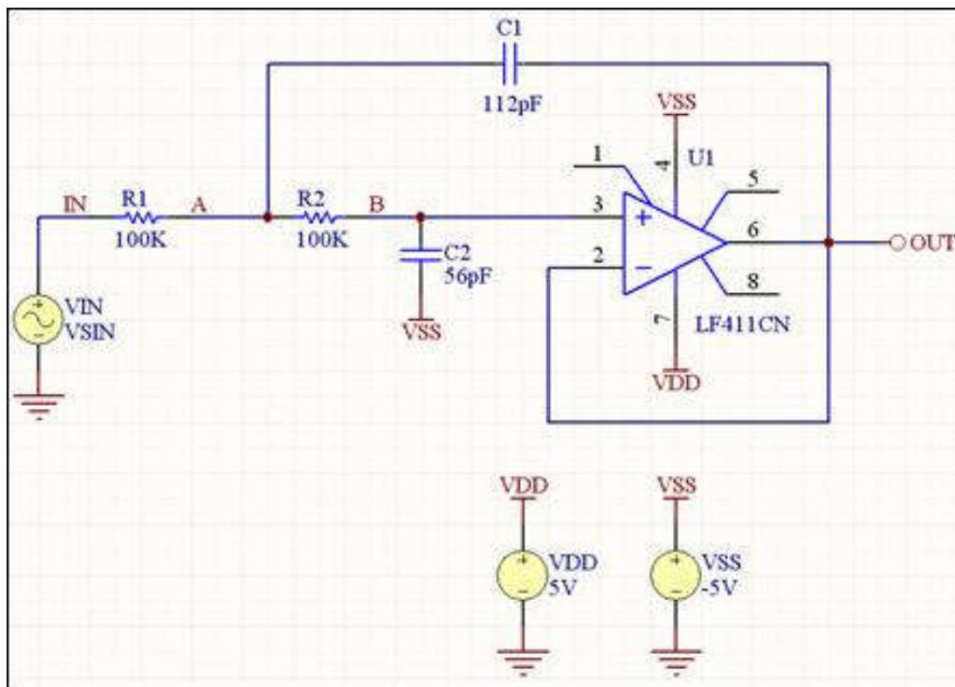 C1
112pF
VSS
1
4
U1
5
IN
R1
A
R2
B
3
6
100K
100K
OUT
C2
56pF
2
8
VIN
VSIN
VSS
7
LF411CN
VDD
VDD
VSS
VDD
5V
VSS
-5V